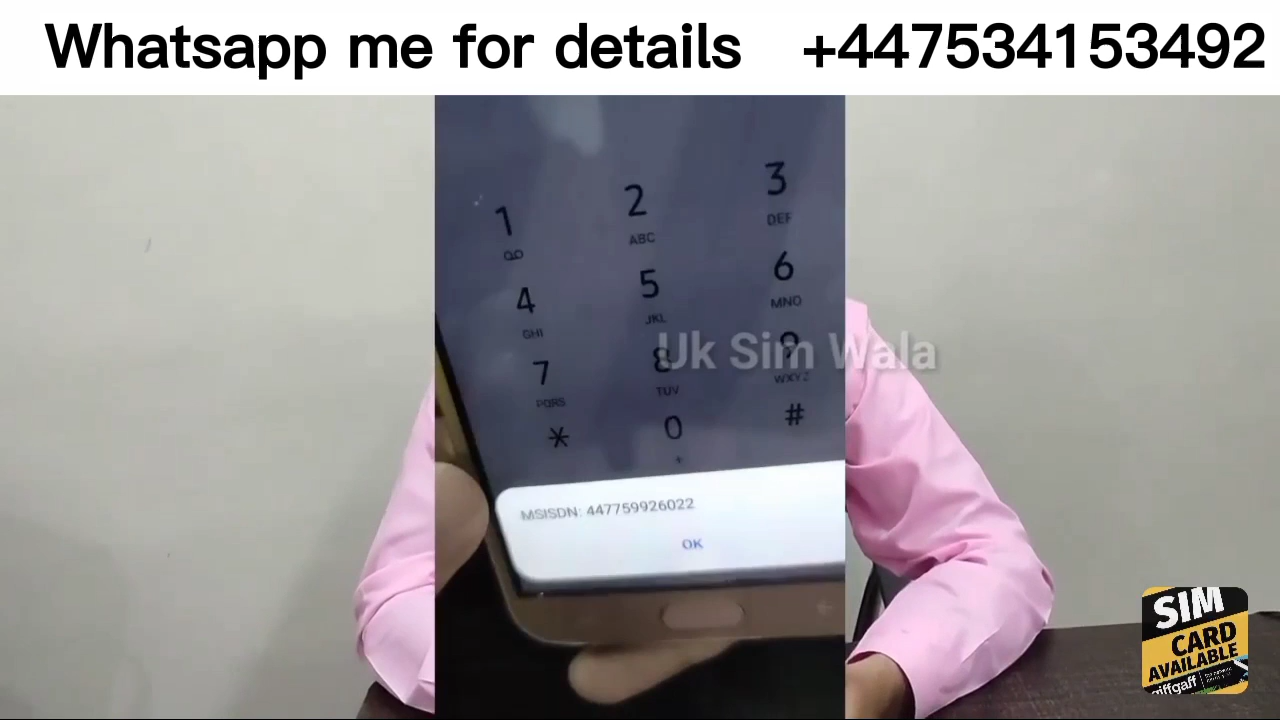 Whatsapp me for details +447534153492
1
2
ABC
3
DEF
4
GHI
5
JKL
6
MNO
7
PQRS
8
TUV
9
WXYZ
*
0
+
#
Uk Sim Wala
MSISDN: 447759926022
OK
SIM
CARD
AVAILABLE
giffgaff